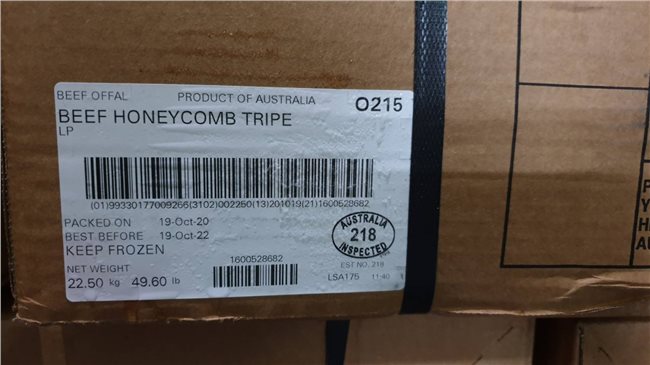 BEEF OFFAL PRODUCT OF AUSTRALIA O215
BEEF HONEYCOMB TRIPE
LP
(01)99330177009266(3102)002250(13)201019(21)1600528682
PACKED ON 19-Oct-20
BEST BEFORE 19-Oct-22
KEEP FROZEN
NET WEIGHT
22.50 kg 49.60 lb
1600528682
AUSTRALIA
218
INSPECTED
EST NO. 218
LSA175 11:40 1
P
Y
H
A